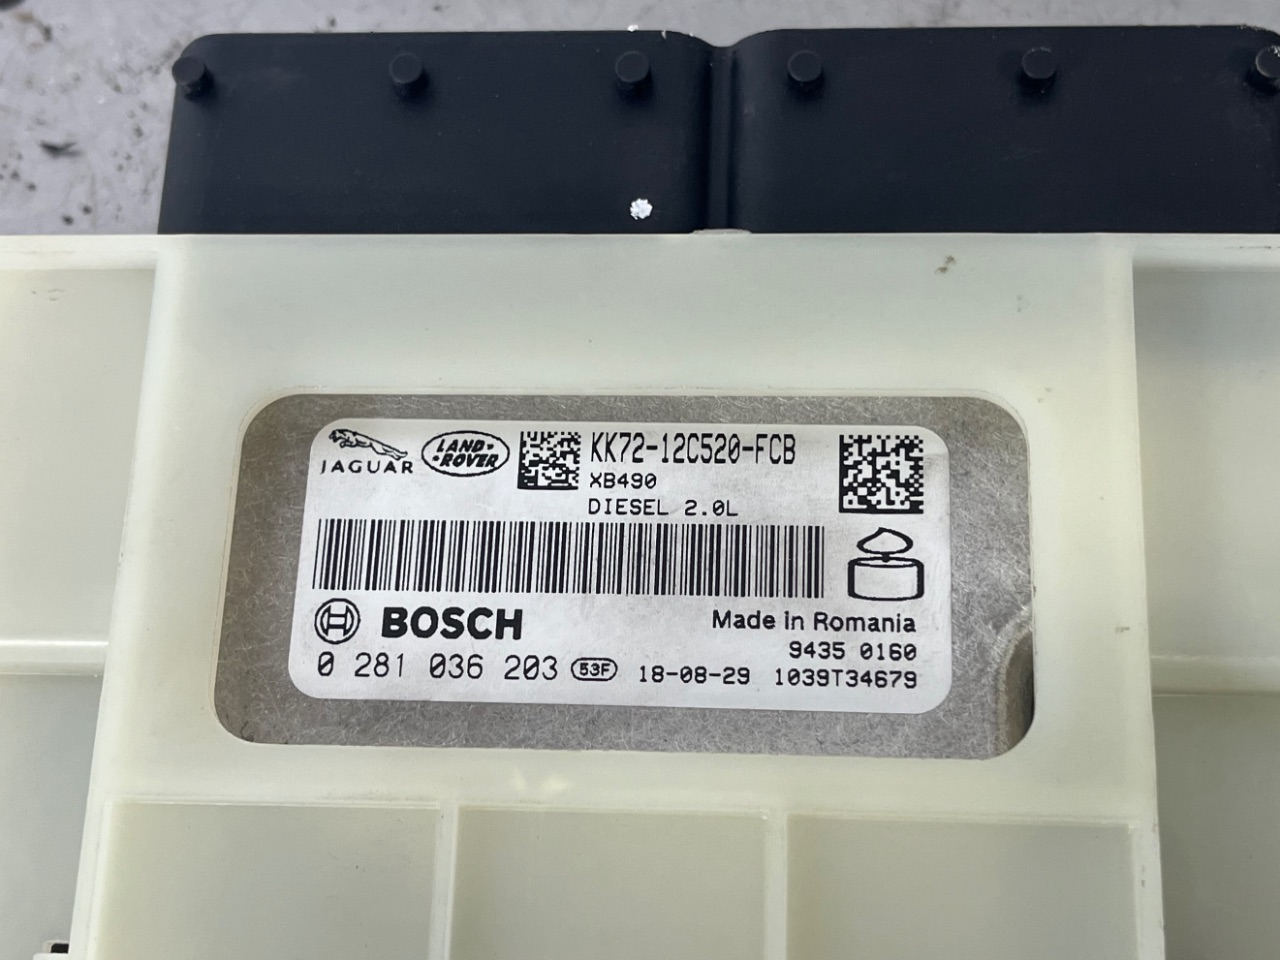 JAGUAR
LAND-
-ROVER
KK72-12C520-FCB
XB490
DIESEL 2.0L
BOSCH
Made in Romania
9435 0160
0 281 036 203 53F 18-08-29 1039T34679